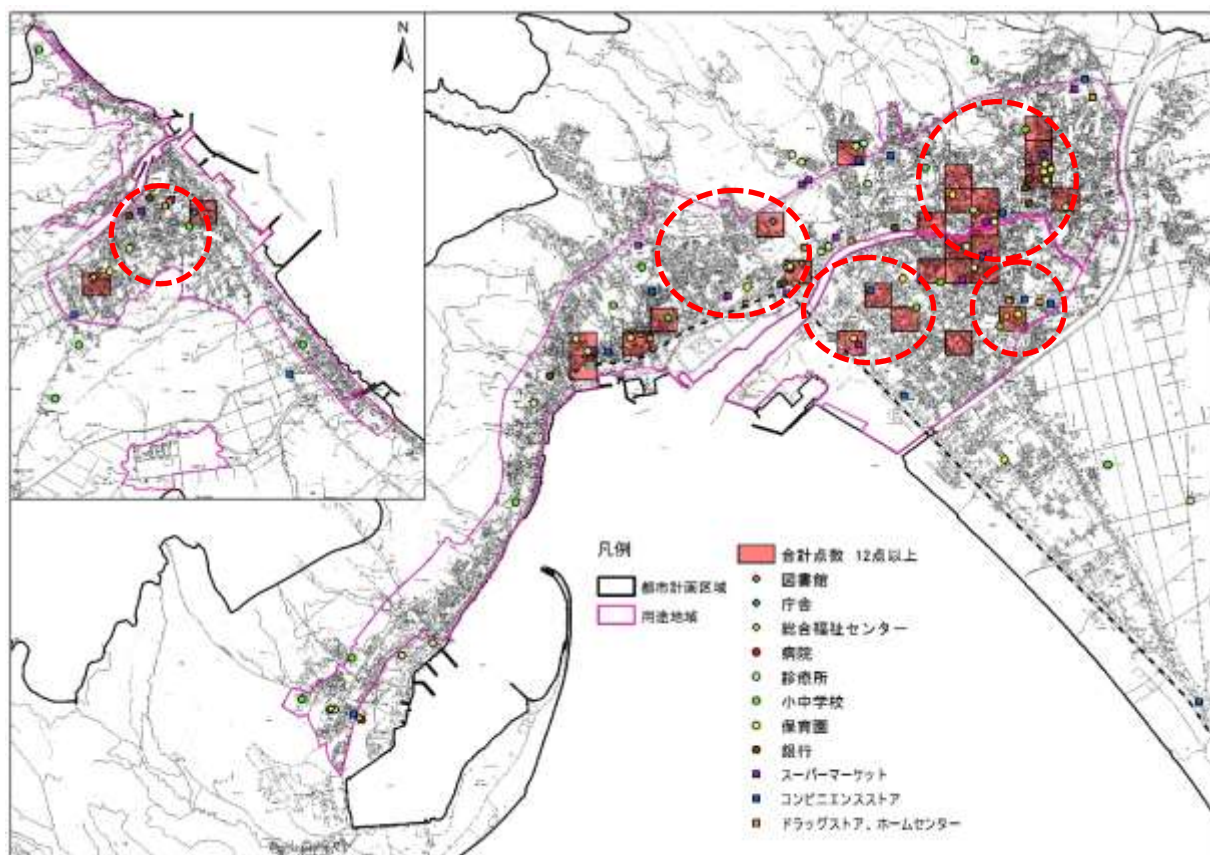 N
凡例
都市計画区域
用途地域
合計点数 12点以上
図書館
庁舎
総合福祉センター
病院
診療所
小中学校
保育園
銀行
スーパーマーケット
コンビニエンスストア
ドラッグストア、ホームセンター